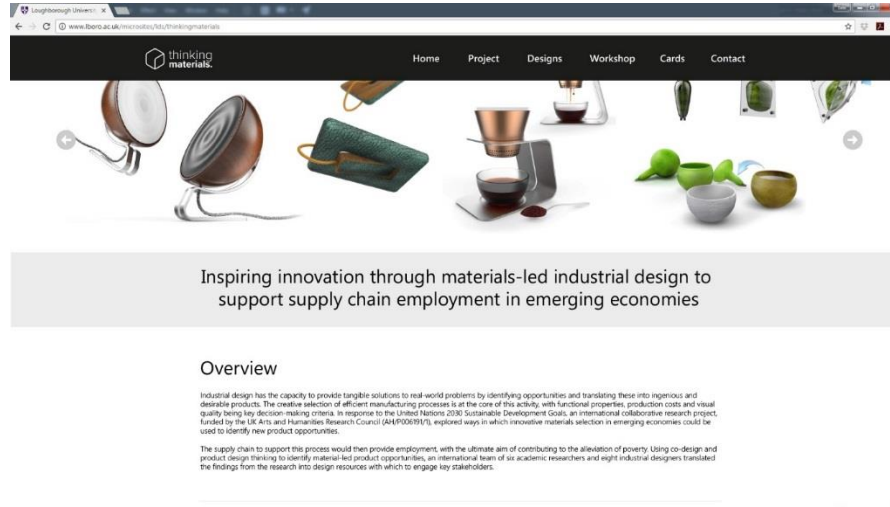 Loughborough Universi
www.lboro.ac.uk/microsites/lds/thinkingmaterials
thinking
materials.
Home Project Designs Workshop Cards Contact
Inspiring innovation through materials-led industrial design to
support supply chain employment in emerging economies
Overview
Industrial design has the capacity to provide tangible solutions to real-world problems by identifying opportunities and translating these into ingenious and
desirable products. The creative selection of efficient manufacturing processes is at the core of this activity, with functional properties, production costs and visual
quality being key decision-making criteria. In response to the United Nations 2030 Sustainable Development Goals, an international collaborative research project,
funded by the UK Arts and Humanities Research Council (AH/P006191/1), explored ways in which innovative materials selection in emerging economies could be
used to identify new product opportunities.
The supply chain to support this process would then provide employment, with the ultimate aim of contributing to the alleviation of poverty. Using co-design and
product design thinking to identify material-led product opportunities, an international team of six academic researchers and eight industrial designers translated
the findings from the research into design resources with which to engage key stakeholders.